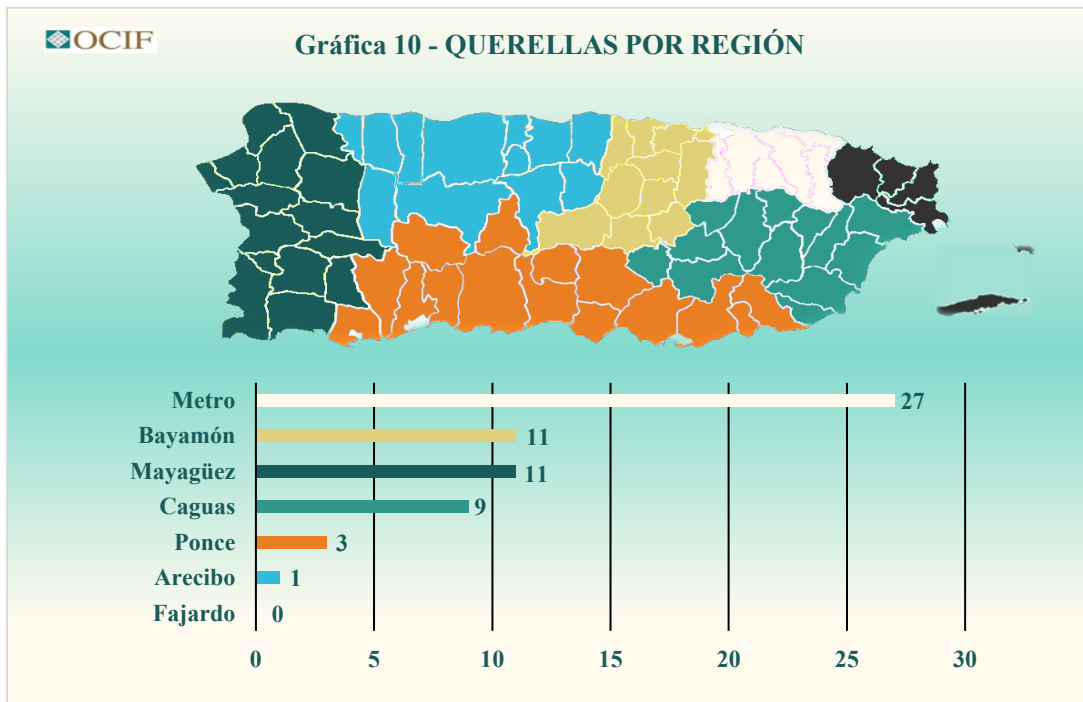 OCIF
Gráfica 10 - QUERELLAS POR REGIÓN
Metro 27
Bayamón 11
Mayagüez 11
Caguas 9
Ponce 3
Arecibo 1
Fajardo 0
0 5 10 15 20 25 30